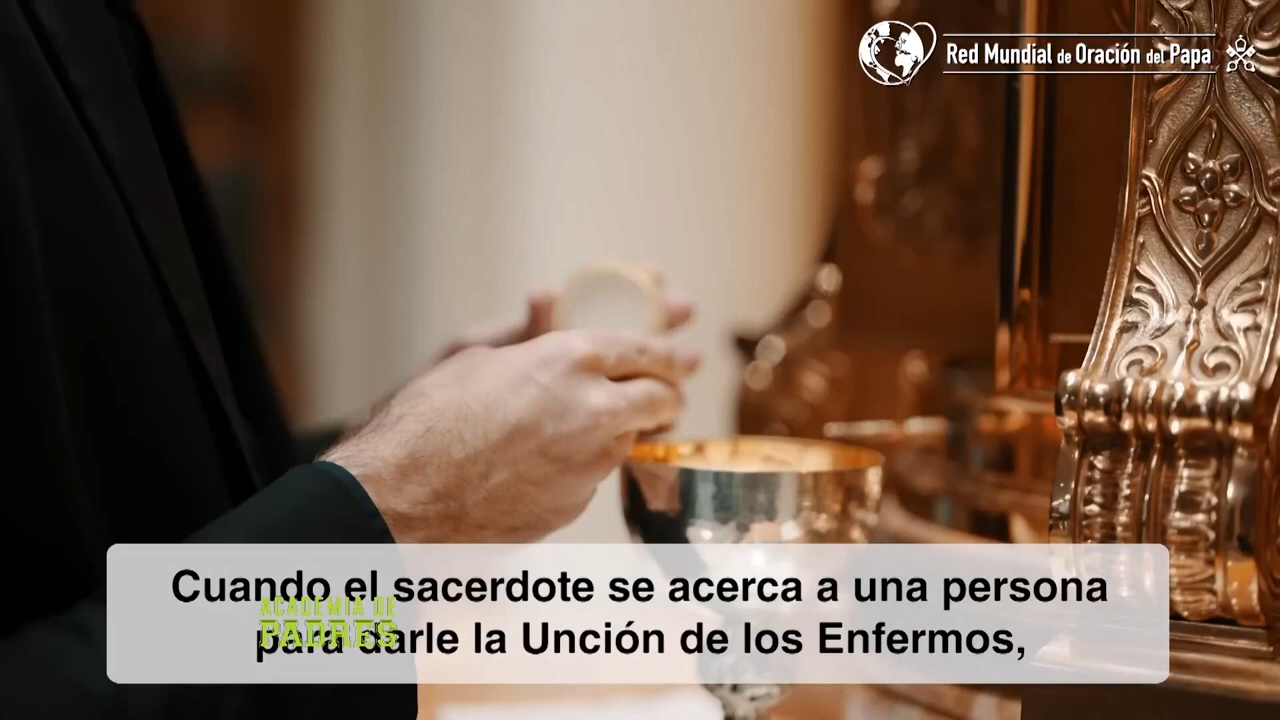 Red Mundial de Oración del Papa
Cuando el sacerdote se acerca a una persona
para darle la Unción de los Enfermos,
ACADEMIA DE
PADRES